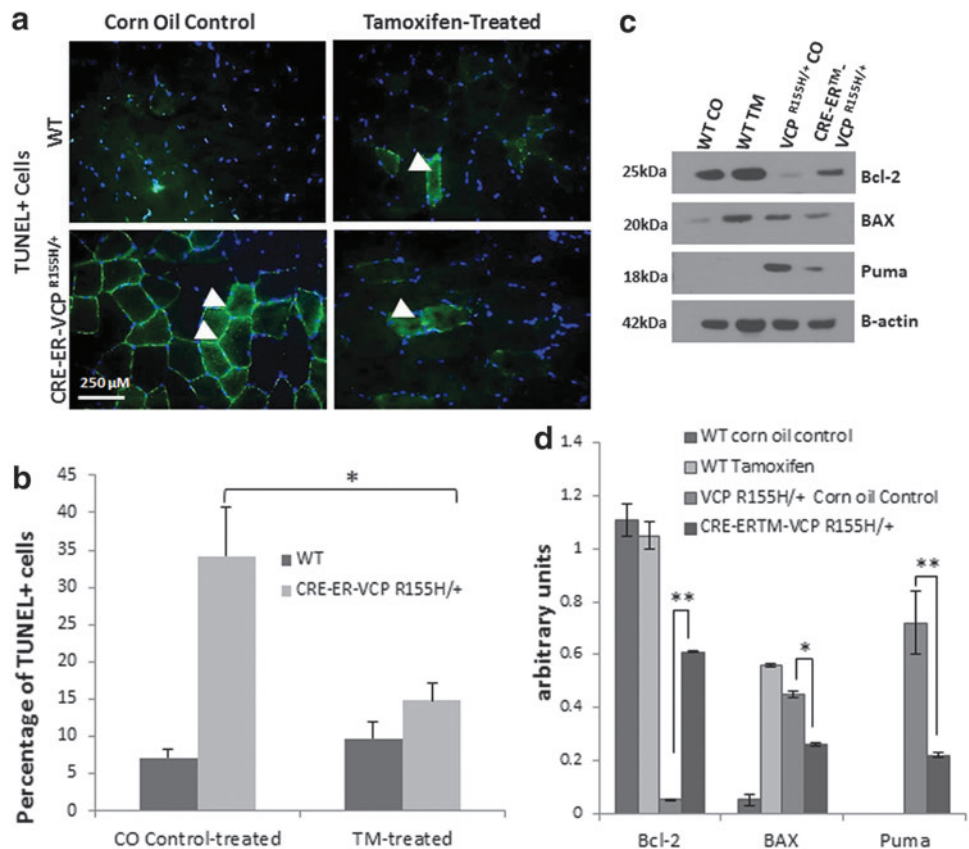 a
Corn Oil Control
Tamoxifen-Treated
TUNEL+ Cells
WT
CRE-ER-VCP R155H/+
250 µM
c
WT CO
WT TM
VCP R155H/+ CO
CRE-ER TM-
VCP R155H/+
25kDa
Bcl-2
20kDa
BAX
18kDa
Puma
42kDa
B-actin
b
Percentage of TUNEL+ cells
45
40
35
30
25
20
15
10
5
0
*
WT
CRE-ER-VCP R155H/+
CO Control-treated
TM-treated
d
arbitrary units
1.4
1.2
1
0.8
0.6
0.4
0.2
0
WT corn oil control
WT Tamoxifen
VCP R155H/+ Corn oil Control
CRE-ERTM-VCP R155H/+
**
*
**
Bcl-2
BAX
Puma